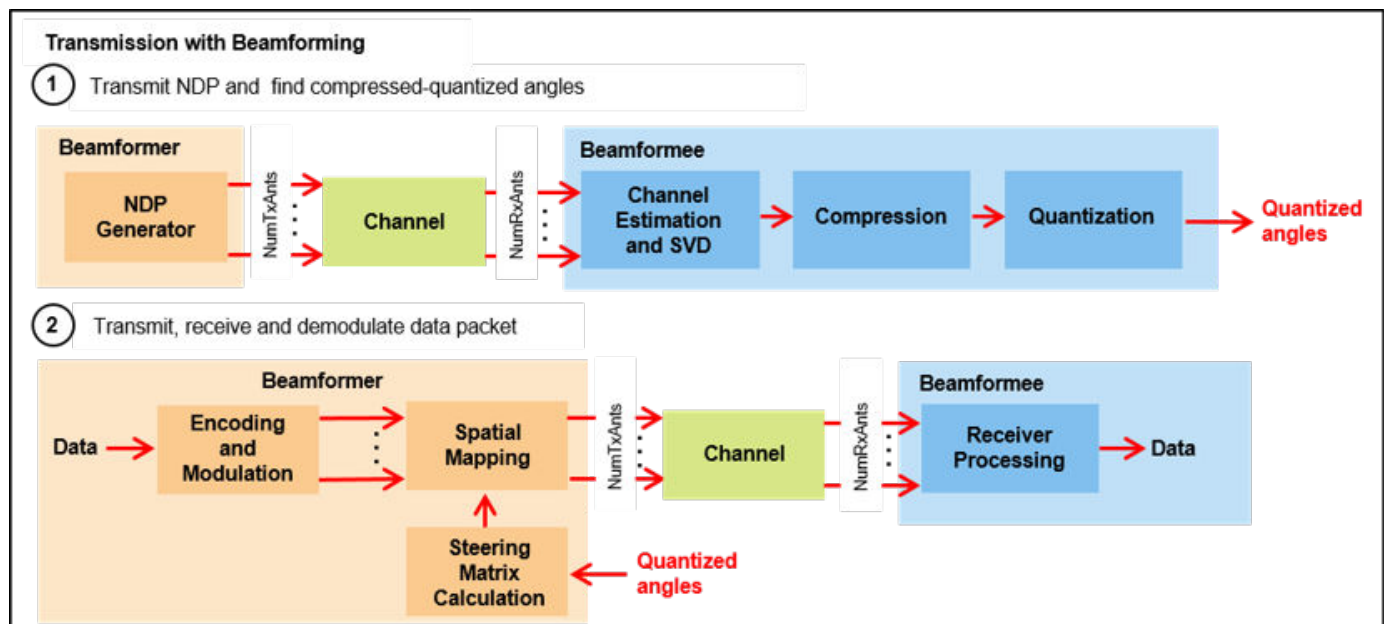 Transmission with Beamforming
1 Transmit NDP and find compressed-quantized angles
Beamformer
NDP
Generator
NumTxAnts
Channel
NumRxAnts
Beamformee
Channel
Estimation
and SVD
Compression
Quantization
Quantized
angles
2 Transmit, receive and demodulate data packet
Beamformer
Data
Encoding
and
Modulation
Spatial
Mapping
Steering
Matrix
Calculation
Quantized
angles
NumTxAnts
Channel
NumRxAnts
Beamformee
Receiver
Processing
Data